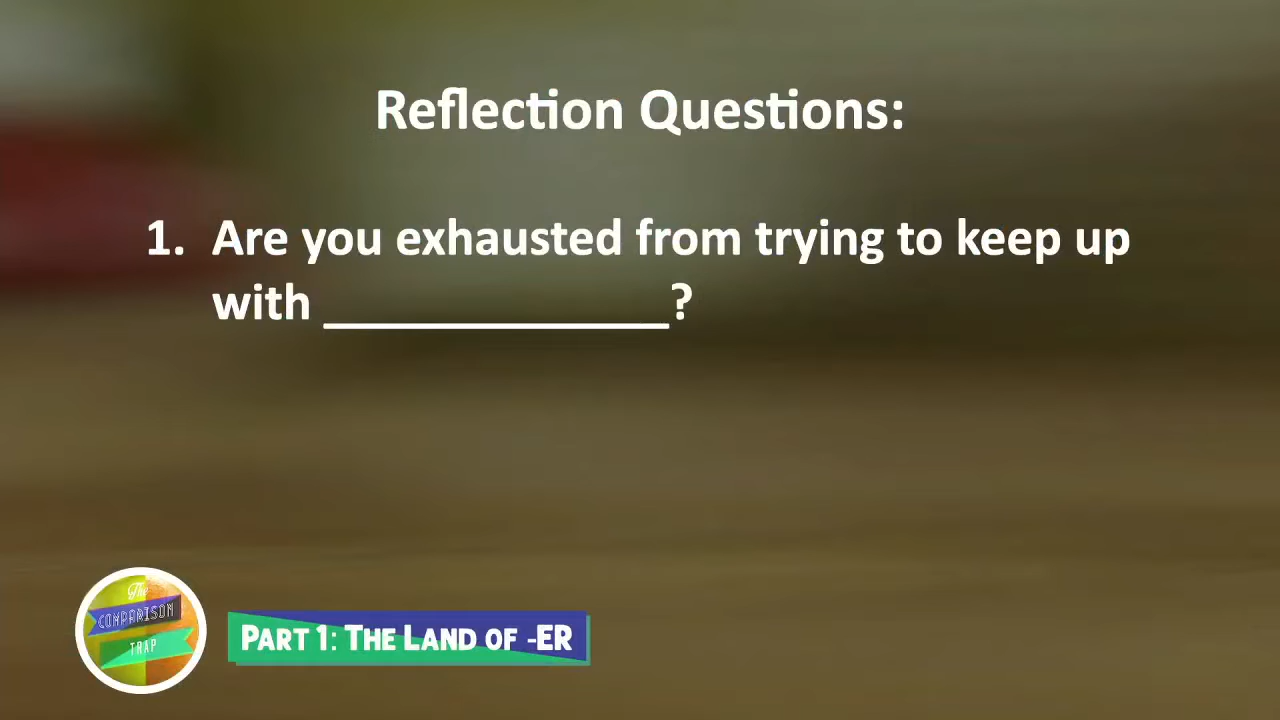 Reflection Questions:
1. Are you exhausted from trying to keep up
with ______________?
The
COMPARISON
TRAP
PART 1: THE LAND OF -ER